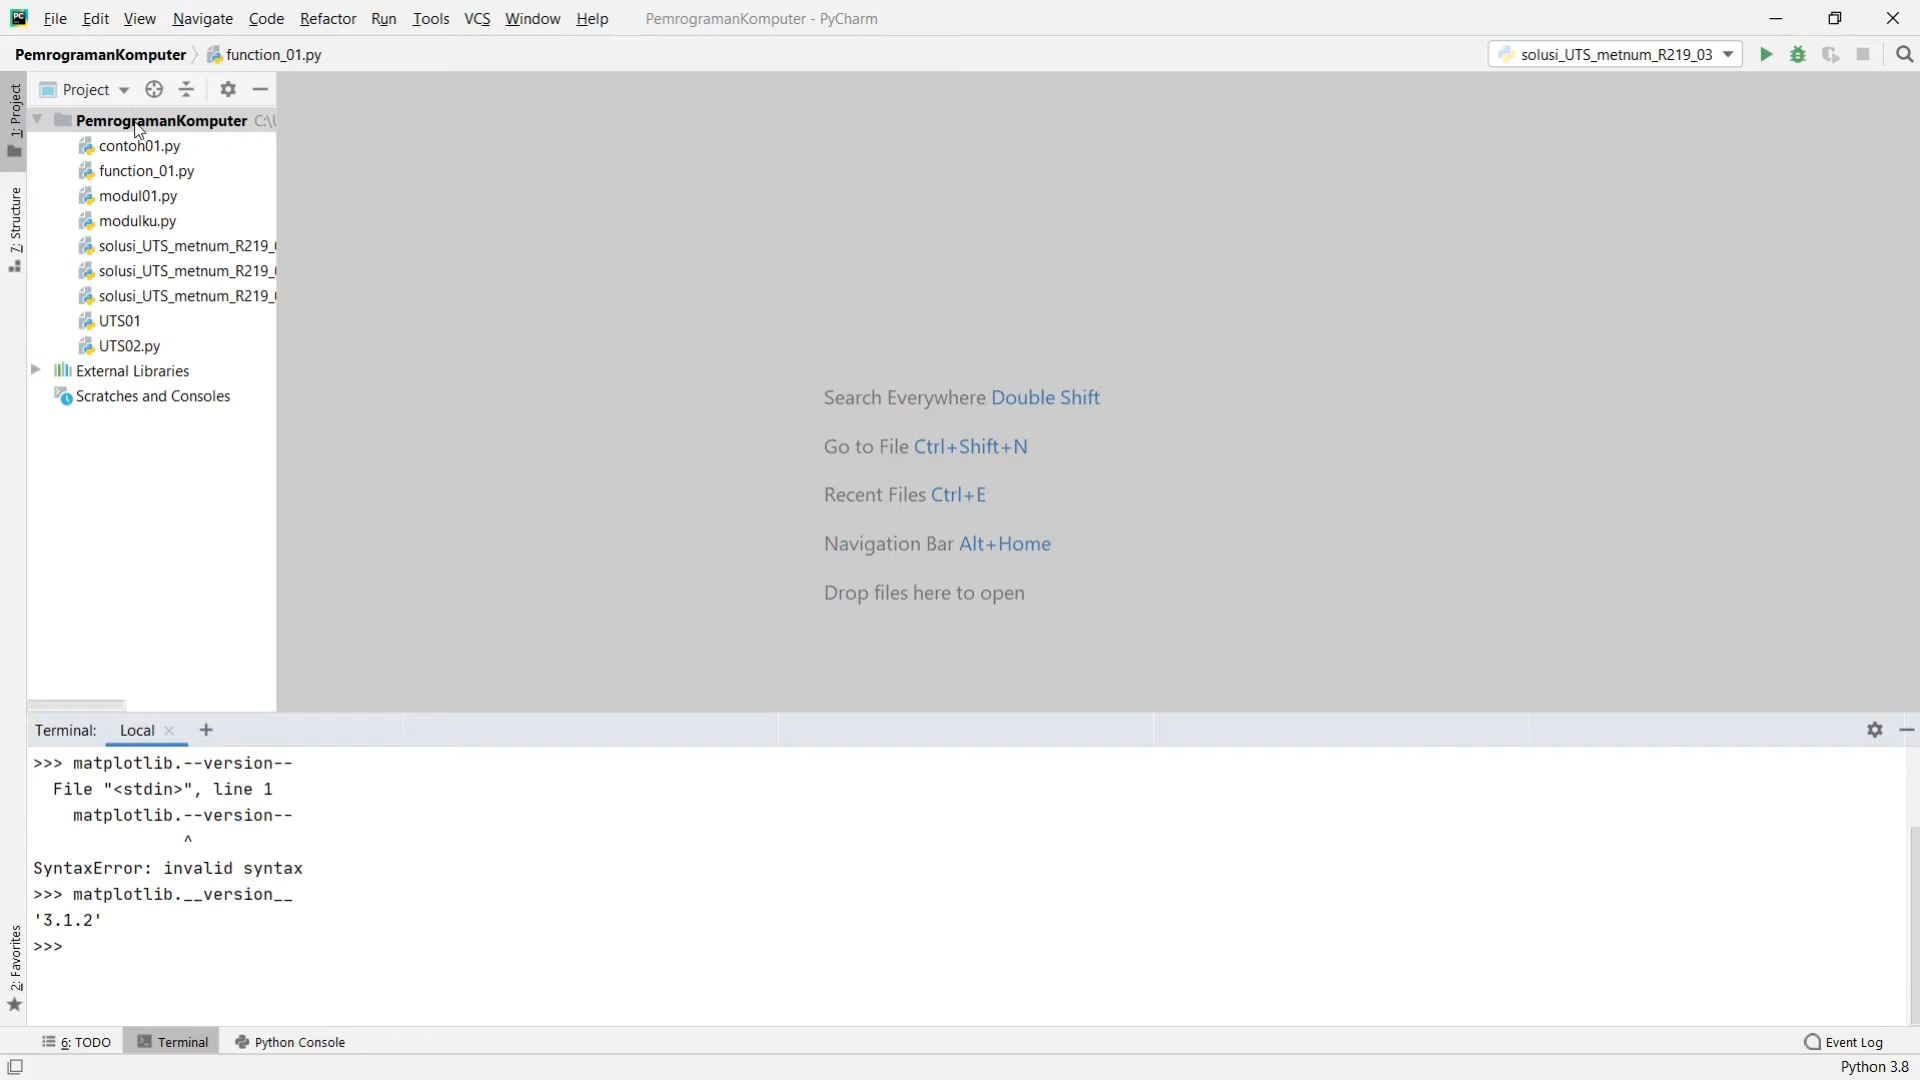 File Edit View Navigate Code Refactor Run Tools VCS Window Help PemrogramanKomputer - PyCharm
PemrogramanKomputer function_01.py solusi_UTS_metnum_R219_03
1: Project
Project
PemrogramanKomputer C:\U
contoh01.py
function_01.py
modul01.py
modulku.py
solusi_UTS_metnum_R219_
solusi_UTS_metnum_R219_
solusi_UTS_metnum_R219_
UTS01
UTS02.py
External Libraries
Scratches and Consoles
7: Structure
Search Everywhere Double Shift
Go to File Ctrl+Shift+N
Recent Files Ctrl+E
Navigation Bar Alt+Home
Drop files here to open
Terminal: Local
>>> matplotlib.--version--
File "<stdin>", line 1
matplotlib.--version--
^
SyntaxError: invalid syntax
>>> matplotlib.__version__
'3.1.2'
>>>
2: Favorites
6: TODO Terminal Python Console Event Log
Python 3.8